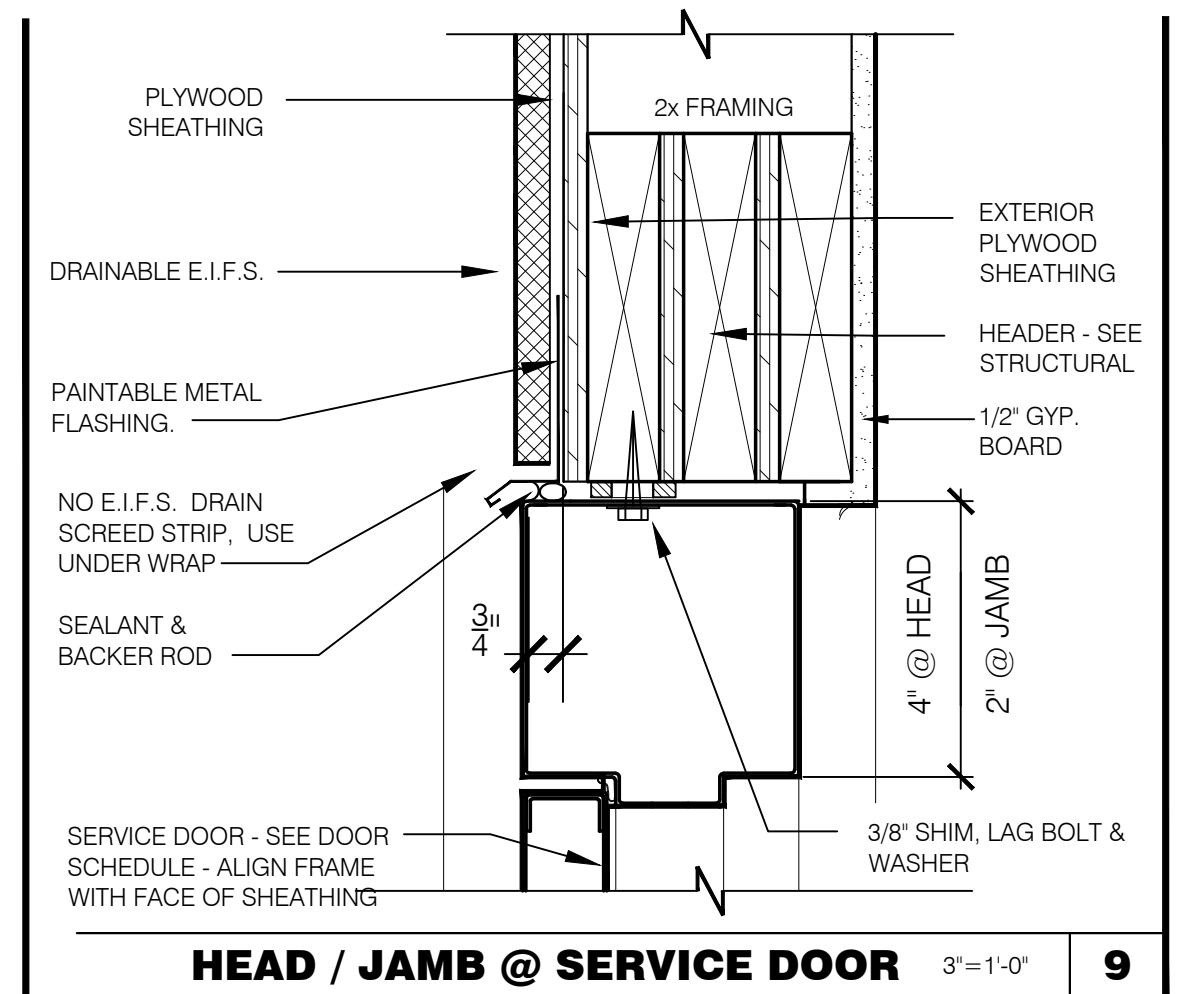 PLYWOOD
SHEATHING
2x FRAMING
DRAINABLE E.I.F.S.
EXTERIOR
PLYWOOD
SHEATHING
HEADER - SEE
STRUCTURAL
PAINTABLE METAL
FLASHING.
1/2" GYP.
BOARD
NO E.I.F.S. DRAIN
SCREED STRIP, USE
UNDER WRAP
SEALANT &
BACKER ROD
3/4"
4" @ HEAD
2" @ JAMB
SERVICE DOOR - SEE DOOR
SCHEDULE - ALIGN FRAME
WITH FACE OF SHEATHING
3/8" SHIM, LAG BOLT &
WASHER
HEAD / JAMB @ SERVICE DOOR 3"=1'-0" 9